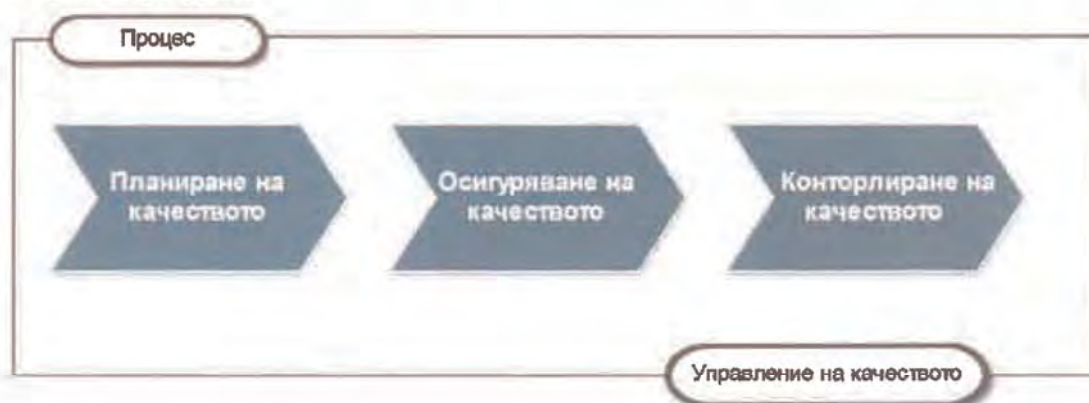 Процес
Планиране на
качеството
Осигуряване на
качеството
Конторлиране на
качеството
Управление на качеството